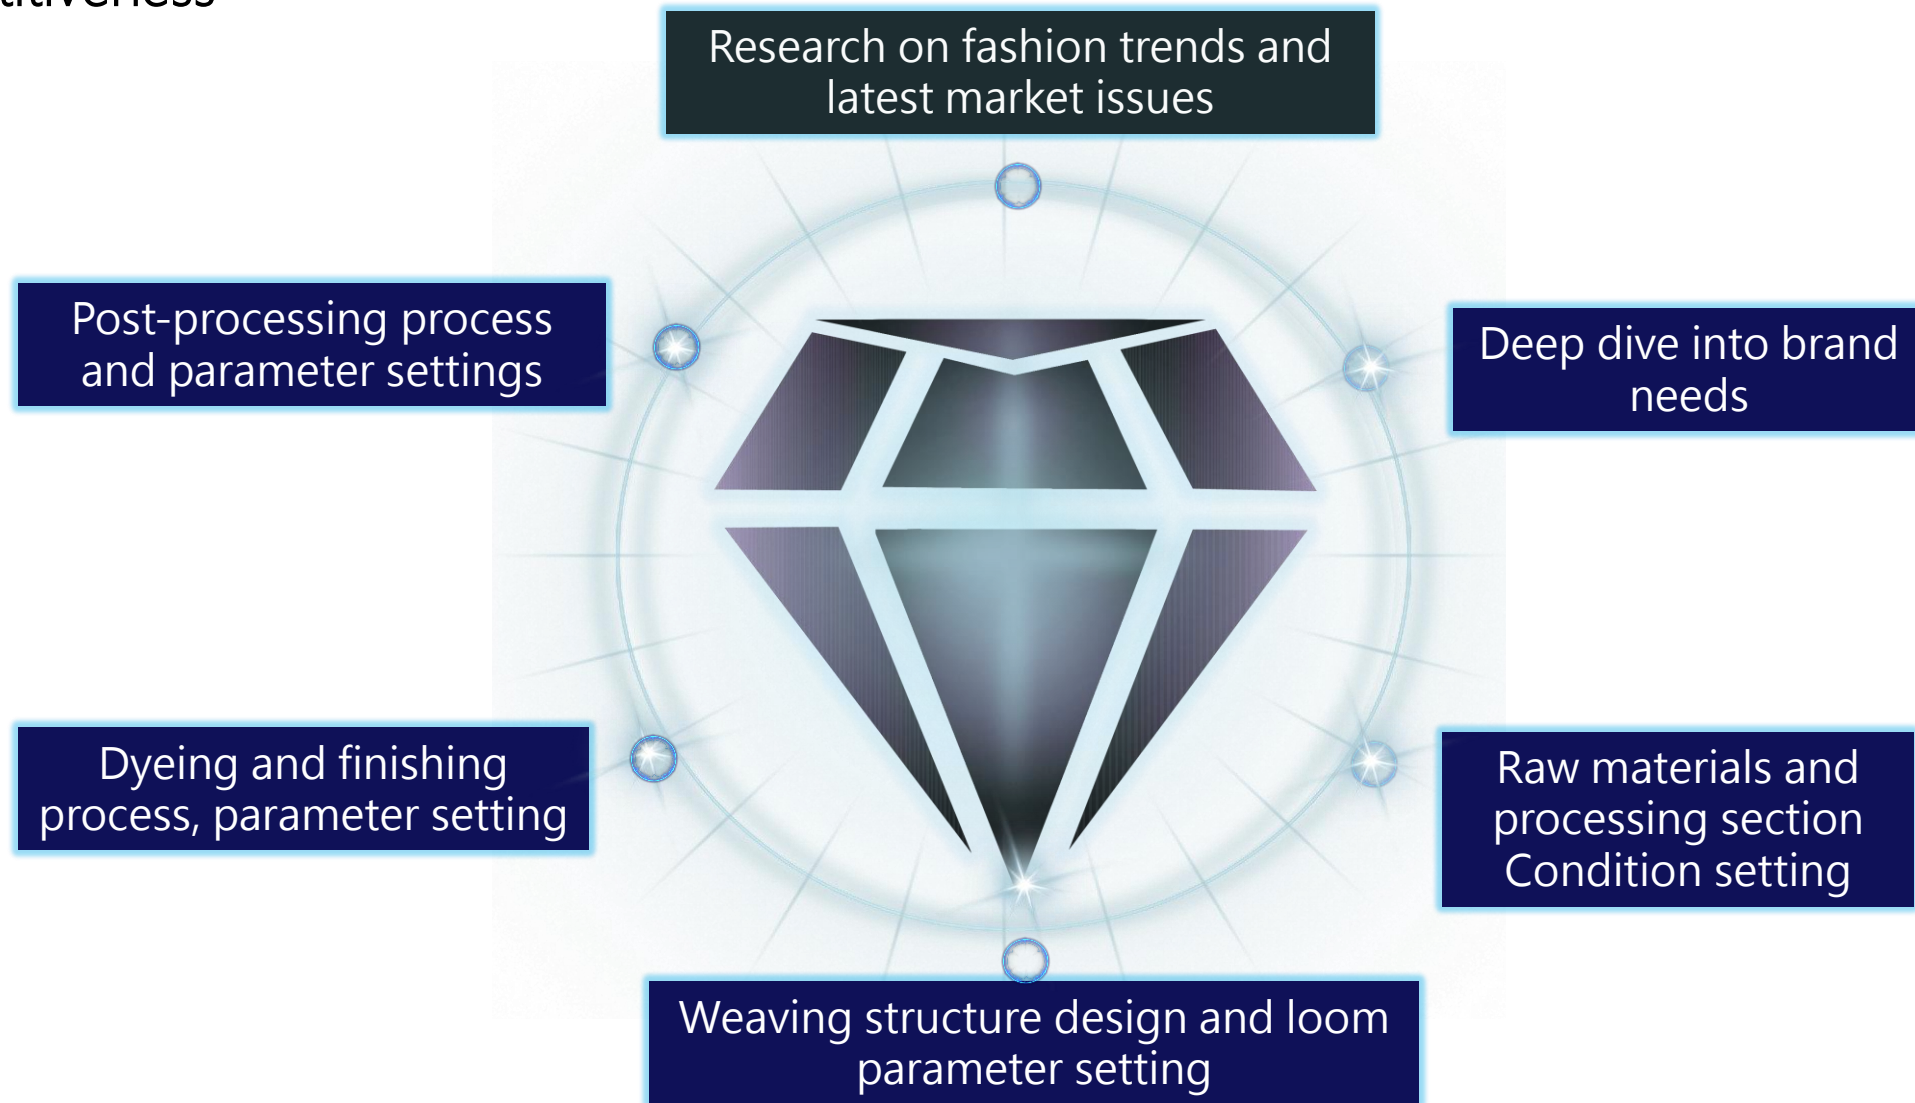 Research on fashion trends and
latest market issues
Post-processing process
and parameter settings
Deep dive into brand
needs
Dyeing and finishing
process, parameter setting
Raw materials and
processing section
Condition setting
Weaving structure design and loom
parameter setting